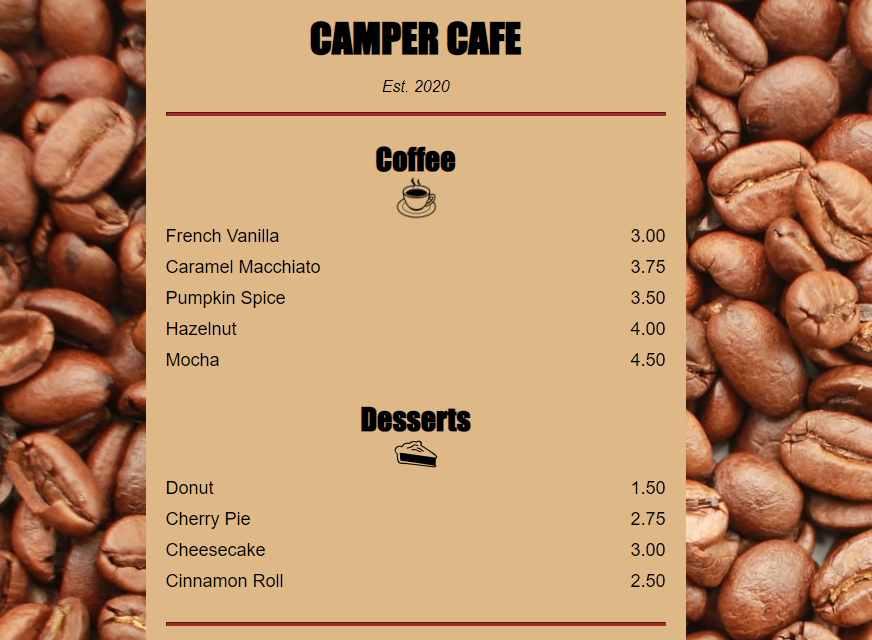 CAMPER CAFE
Est. 2020
Coffee
French Vanilla 3.00
Caramel Macchiato 3.75
Pumpkin Spice 3.50
Hazelnut 4.00
Mocha 4.50
Desserts
Donut 1.50
Cherry Pie 2.75
Cheesecake 3.00
Cinnamon Roll 2.50